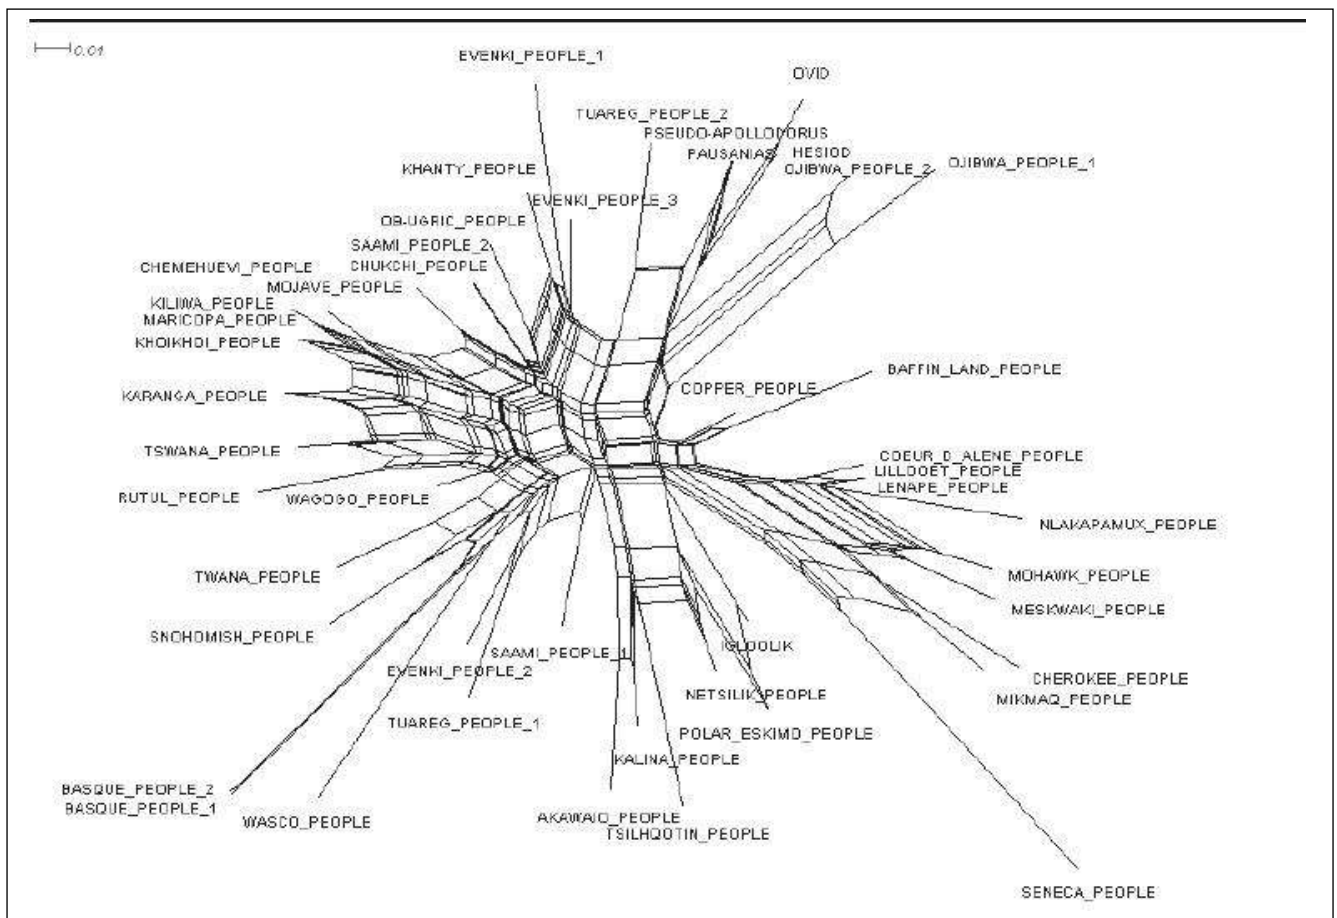 0.01
EVENKI_PEOPLE_1
OVID
TUAREG_PEOPLE_2
PSEUDO-APOLLODORUS
PAUSANIAS
HESIOD
OJIBWA_PEOPLE_2
OJIBWA_PEOPLE_1
KHANTY_PEOPLE
EVENKI_PEOPLE_3
OB-UGRIC_PEOPLE
SAAMI_PEOPLE_2
CHUKCHI_PEOPLE
CHEMEHUEVI_PEOPLE
MOJAVE_PEOPLE
KILIWA_PEOPLE
MARICOPA_PEOPLE
KHOIKHOI_PEOPLE
BAFFIN_LAND_PEOPLE
COPPER_PEOPLE
KARANGA_PEOPLE
TSWANA_PEOPLE
COEUR_D_ALENE_PEOPLE
LILLOOET_PEOPLE
LENAPE_PEOPLE
RUTUL_PEOPLE
WAGOGO_PEOPLE
NLAKAPAMUX_PEOPLE
TWANA_PEOPLE
MOHAWK_PEOPLE
MESKWAKI_PEOPLE
SNOHOMISH_PEOPLE
SAAMI_PEOPLE_1
IGLOOLIK
EVENKI_PEOPLE_2
CHEROKEE_PEOPLE
NETSILIK_PEOPLE
MIKMAQ_PEOPLE
TUAREG_PEOPLE_1
POLAR_ESKIMO_PEOPLE
KALINA_PEOPLE
BASQUE_PEOPLE_2
BASQUE_PEOPLE_1
WASCO_PEOPLE
AKAWAIO_PEOPLE
TSILHQOTIN_PEOPLE
SENECA_PEOPLE